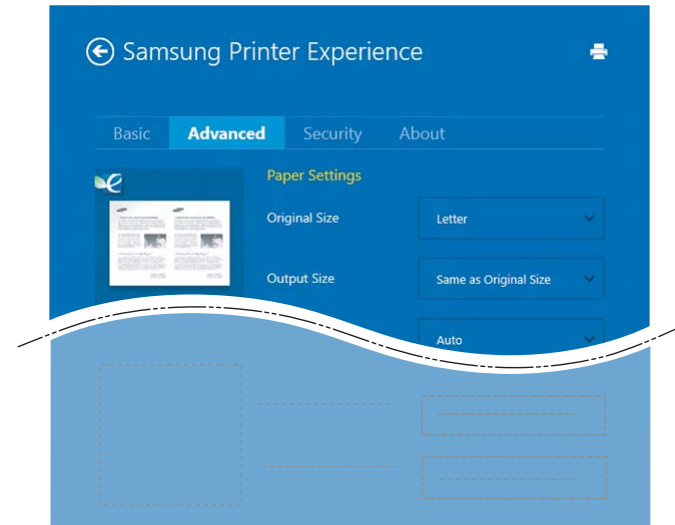 Samsung Printer Experience
Basic Advanced Security About
Paper Settings
Original Size Letter
Output Size Same as Original Size
Auto